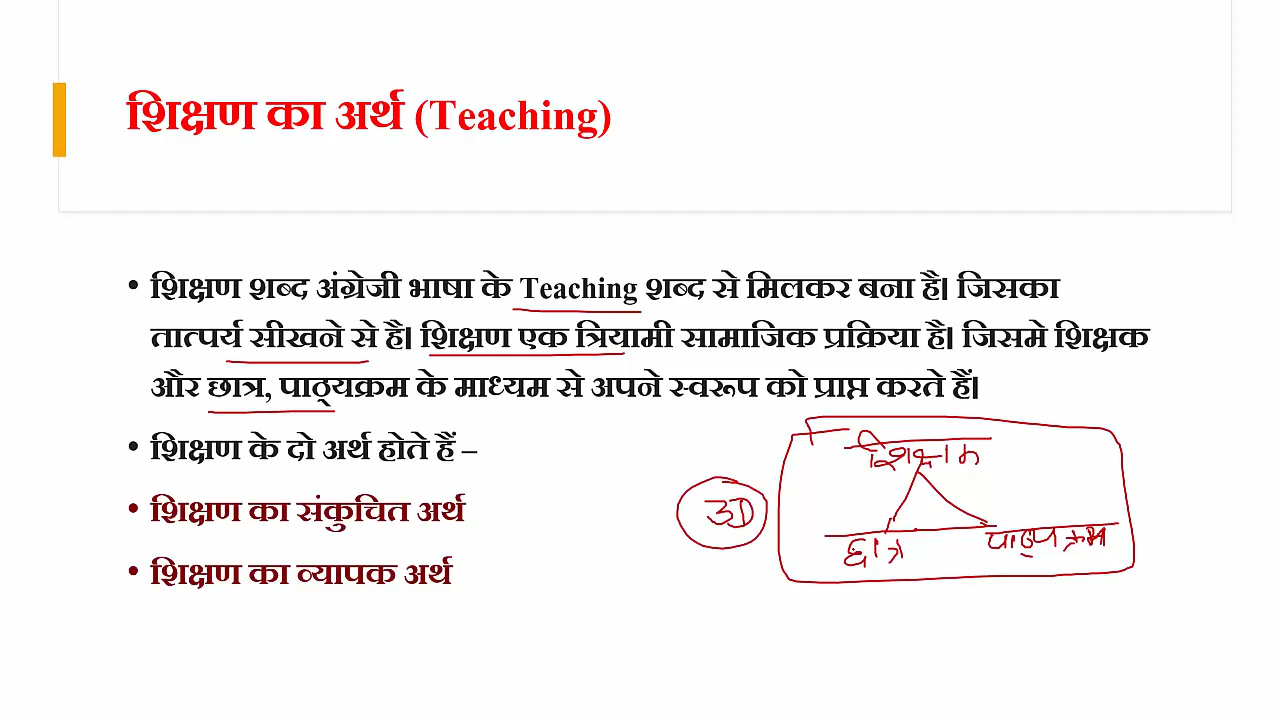 शिक्षण का अर्थ (Teaching)
• शिक्षण शब्द अंग्रेजी भाषा के Teaching शब्द से मिलकर बना है। जिसका
तात्पर्य सीखने से है। शिक्षण एक त्रियामी सामाजिक प्रक्रिया है। जिसमे शिक्षक
और छात्र, पाठ्यक्रम के माध्यम से अपने स्वरूप को प्राप्त करते हैं।
• शिक्षण के दो अर्थ होते हैं –
• शिक्षण का संकुचित अर्थ
• शिक्षण का व्यापक अर्थ
शिक्षक
3D
छात्र पाठ्यक्रम